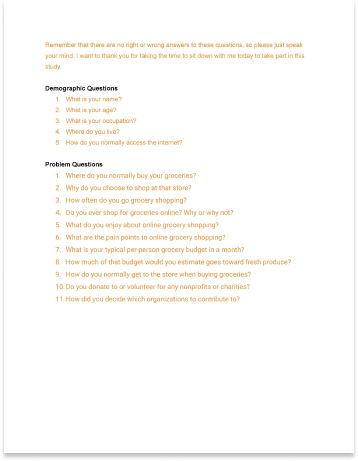 Remember that there are no right or wrong answers to these questions, so please just speak
your mind. I want to thank you for taking the time to sit down with me today to take part in this
study.
Demographic Questions
1. What is your name?
2. What is your age?
3. What is your occupation?
4. Where do you live?
5. How do you normally access the internet?
Problem Questions
1. Where do you normally buy your groceries?
2. Why do you choose to shop at that store?
3. How often do you go grocery shopping?
4. Do you ever shop for groceries online? Why or why not?
5. What do you enjoy about online grocery shopping?
6. What are the pain points to online grocery shopping?
7. What is your typical per-person grocery budget in a month?
8. How much of that budget would you estimate goes toward fresh produce?
9. How do you normally get to the store when buying groceries?
10. Do you donate to or volunteer for any nonprofits or charities?
11. How did you decide which organizations to contribute to?